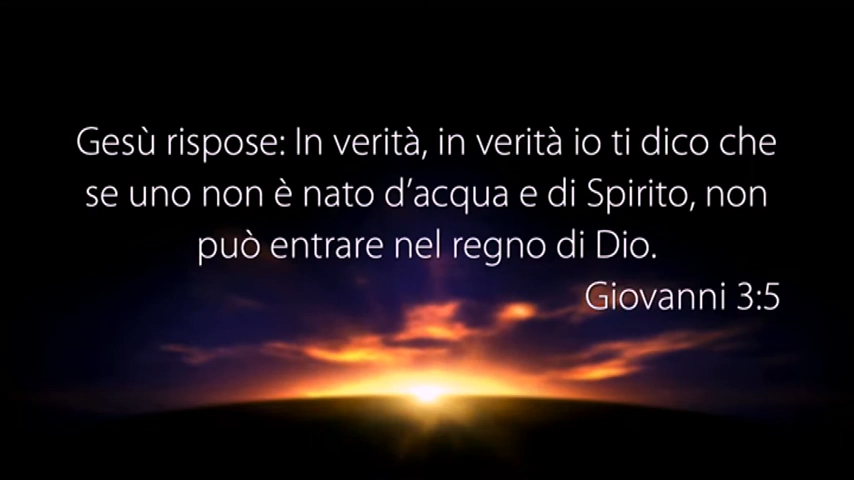 Gesù rispose: In verità, in verità io ti dico che
se uno non è nato d’acqua e di Spirito, non
può entrare nel regno di Dio.
Giovanni 3:5